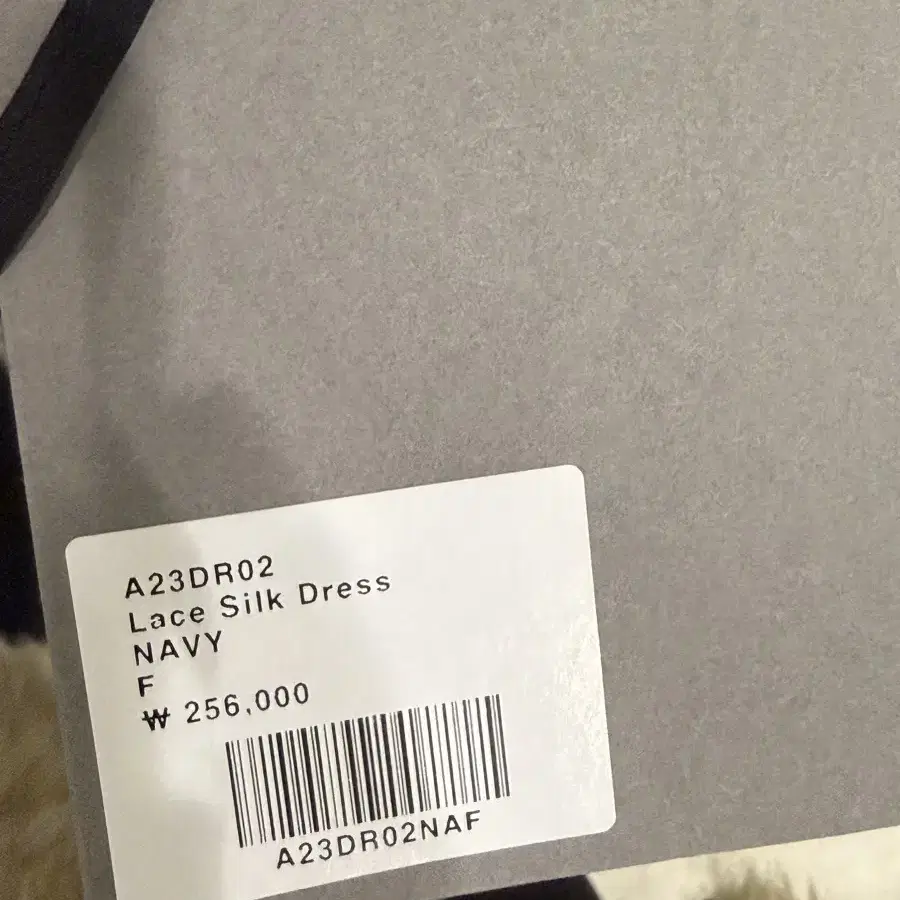 A23DR02
Lace Silk Dress
NAVY
F
₩ 256,000
A23DR02NAF